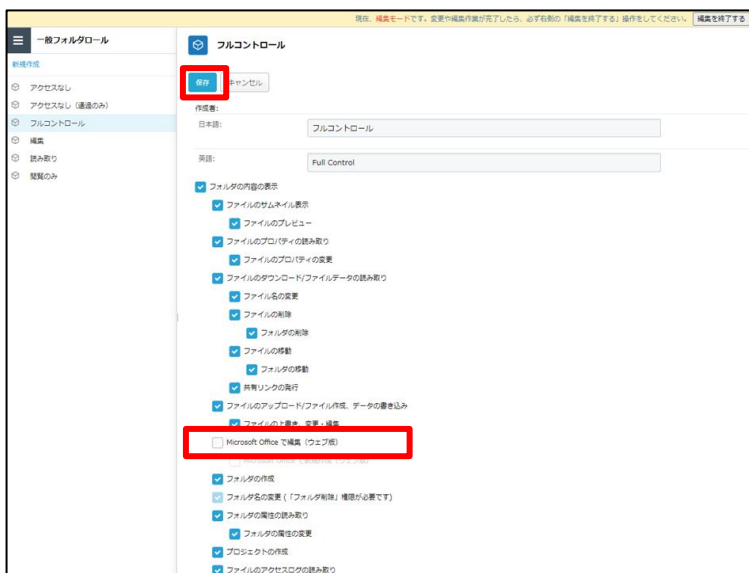 現在、編集モードです。変更や編集作業が完了したら、必ず右側の「編集を終了する」操作をしてください。 編集を終了する
一般フォルダロール
フルコントロール
新規作成
保存 キャンセル
アクセスなし
アクセスなし（通過のみ）
フルコントロール
編集
読み取り
閲覧のみ
作成者:
日本語: フルコントロール
英語: Full Control
フォルダの内容の表示
ファイルのサムネイル表示
ファイルのプレビュー
ファイルのプロパティの読み取り
ファイルのプロパティの変更
ファイルのダウンロード/ファイルデータの読み取り
ファイル名の変更
ファイルの削除
フォルダの削除
ファイルの移動
フォルダの移動
共有リンクの発行
ファイルのアップロード/ファイル作成、データの書き込み
ファイルの上書き、変更・編集
Microsoft Office で編集（ウェブ版）
フォルダの作成
フォルダ名の変更 (「フォルダ削除」権限が必要です)
フォルダの属性の読み取り
フォルダの属性の変更
プロジェクトの作成
ファイルのアクセスログの読み取り